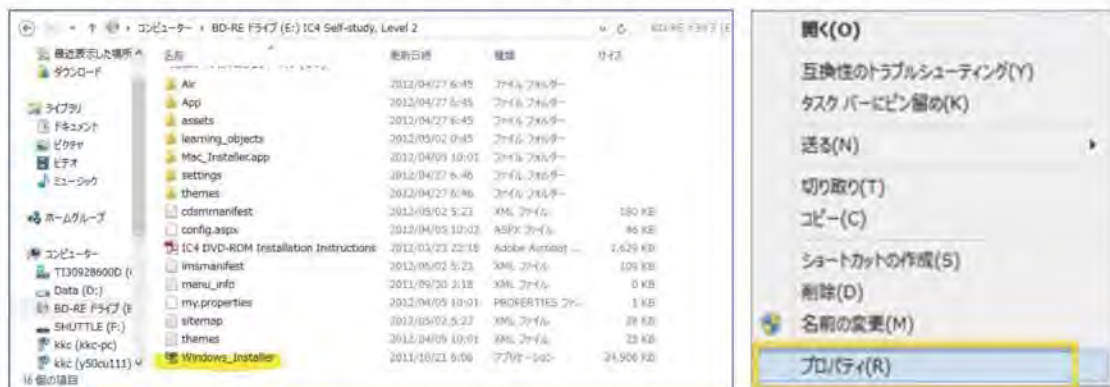 コンピューター ▸ BD-RE ドライブ (E:) IC4 Self-study, Level 2
最近表示した場所
ダウンロード
ライブラリ
ドキュメント
ピクチャ
ビデオ
ミュージック
ホームグループ
コンピューター
TI30928600D (
Data (D:)
BD-RE ドライブ (E
SHUTTLE (F:)
kkc (kkc-pc)
kkc (y50cu111)
16 個の項目
名前 更新日時 種類 サイズ
Air 2012/04/27 6:45 ファイル フォルダー
App 2012/04/27 6:45 ファイル フォルダー
assets 2012/04/27 6:45 ファイル フォルダー
learning_objects 2012/05/02 0:45 ファイル フォルダー
Mac_Installer.app 2012/04/05 10:01 ファイル フォルダー
settings 2012/04/27 6:46 ファイル フォルダー
themes 2012/04/27 6:46 ファイル フォルダー
cdsmmanifest 2012/05/02 5:23 XML ファイル 180 KB
config.aspx 2012/04/05 10:02 ASPX ファイル 46 KB
IC4 DVD-ROM Installation Instructions 2012/03/23 22:18 Adobe Acrobat ... 1,629 KB
imsmanifest 2012/05/02 5:23 XML ファイル 109 KB
menu_info 2011/09/30 3:18 XML ファイル 0 KB
my.properties 2012/04/05 10:01 PROPERTIES ファ... 1 KB
sitemap 2012/05/02 5:23 XML ファイル 28 KB
themes 2012/04/05 10:01 XML ファイル 25 KB
Windows_Installer 2011/10/21 6:06 アプリケーション 24,906 KB
開く(O)
互換性のトラブルシューティング(Y)
タスク バーにピン留め(K)
送る(N)
切り取り(T)
コピー(C)
ショートカットの作成(S)
削除(D)
名前の変更(M)
プロパティ(R)